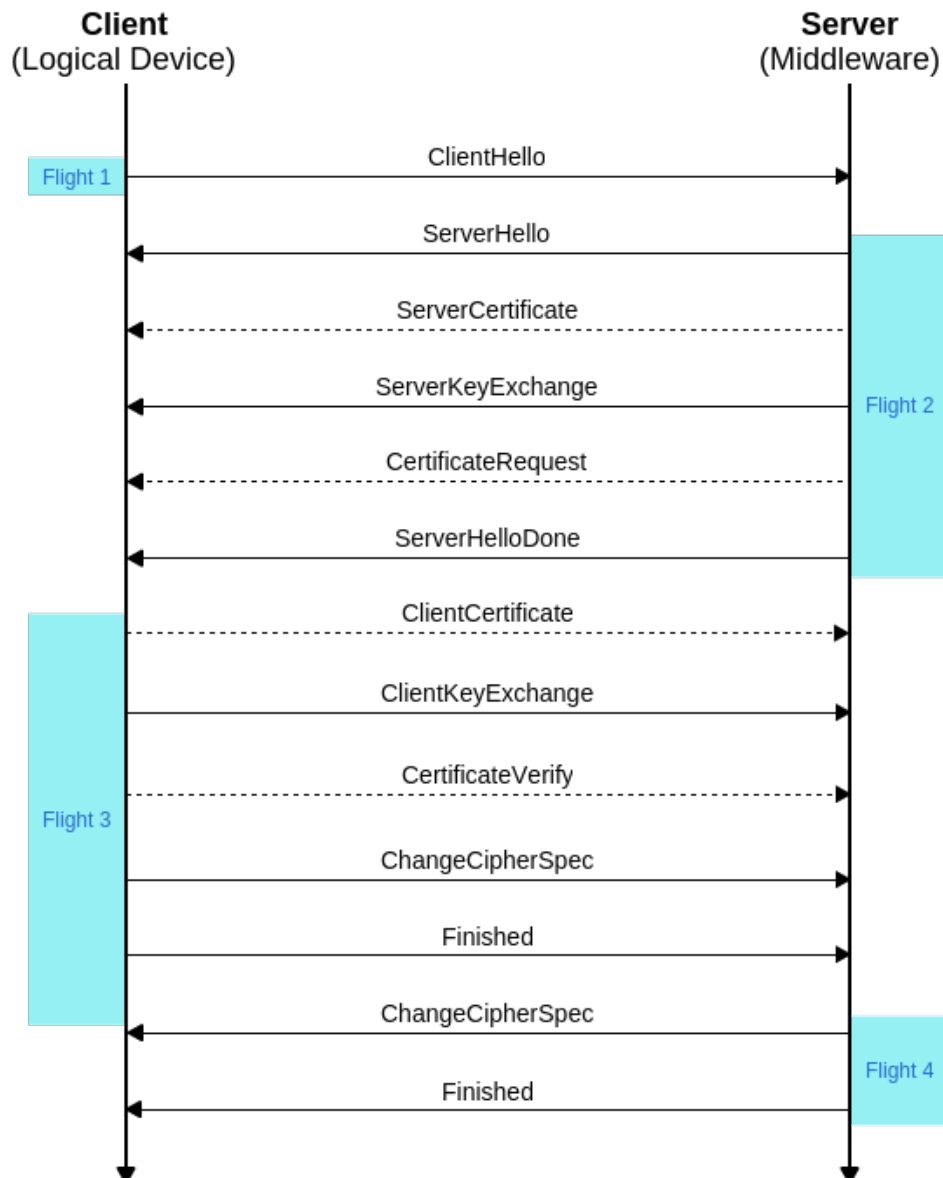 Client
(Logical Device)
Server
(Middleware)
ClientHello
Flight 1
ServerHello
ServerCertificate
ServerKeyExchange
Flight 2
CertificateRequest
ServerHelloDone
ClientCertificate
ClientKeyExchange
CertificateVerify
Flight 3
ChangeCipherSpec
Finished
ChangeCipherSpec
Flight 4
Finished